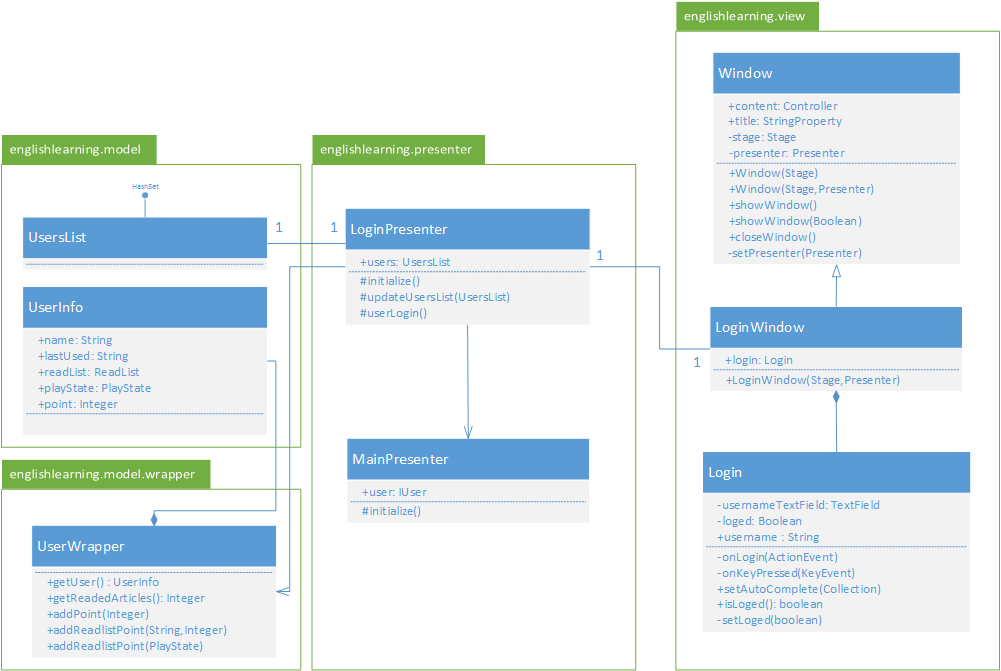 englishlearning.model
HashSet
UsersList
1
UserInfo
+name: String
+lastUsed: String
+readList: ReadList
+playState: PlayState
+point: Integer
englishlearning.model.wrapper
UserWrapper
+getUser() : UserInfo
+getReadedArticles(): Integer
+addPoint(Integer)
+addReadlistPoint(String,Integer)
+addReadlistPoint(PlayState)
englishlearning.presenter
1
LoginPresenter
1
+users: UsersList
#initialize()
#updateUsersList(UsersList)
#userLogin()
MainPresenter
+user: IUser
#initialize()
englishlearning.view
Window
+content: Controller
+title: StringProperty
-stage: Stage
-presenter: Presenter
+Window(Stage)
+Window(Stage,Presenter)
+showWindow()
+showWindow(Boolean)
+closeWindow()
-setPresenter(Presenter)
LoginWindow
1
+login: Login
+LoginWindow(Stage,Presenter)
Login
-usernameTextField: TextField
-loged: Boolean
+username : String
-onLogin(ActionEvent)
-onKeyPressed(KeyEvent)
+setAutoComplete(Collection)
+isLoged(): boolean
-setLoged(boolean)